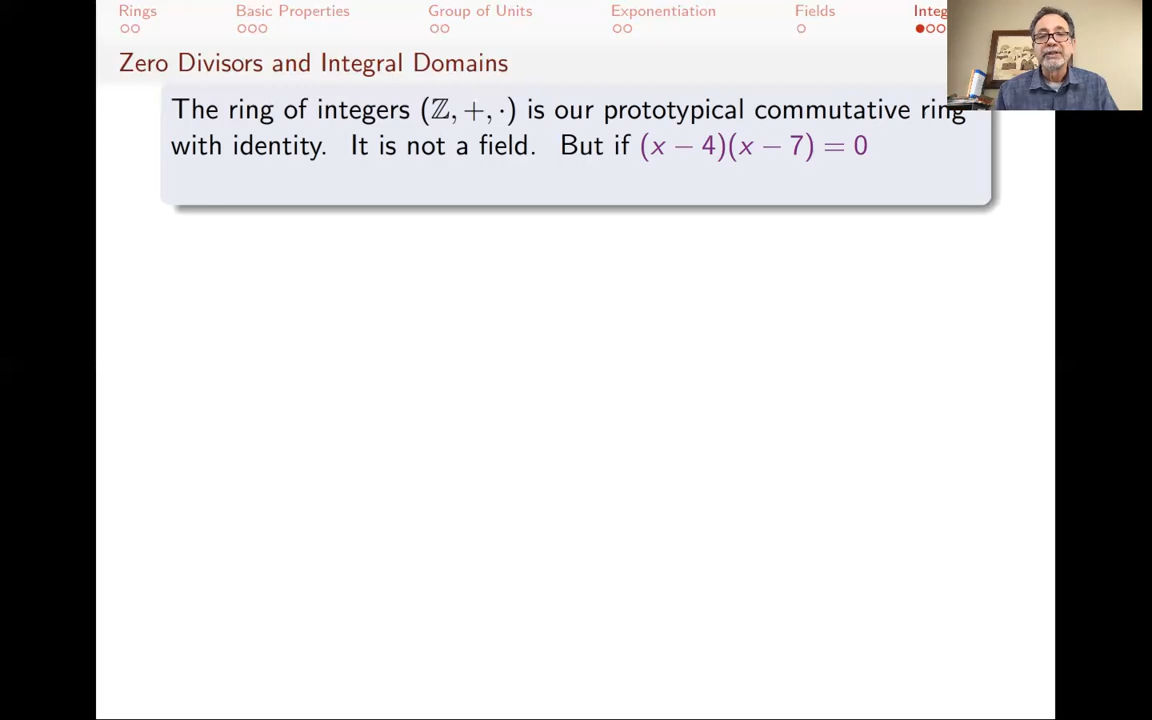 Rings Basic Properties Group of Units Exponentiation Fields
Zero Divisors and Integral Domains
The ring of integers (ℤ, +, ·) is our prototypical commutative ring
with identity. It is not a field. But if (x − 4)(x − 7) = 0